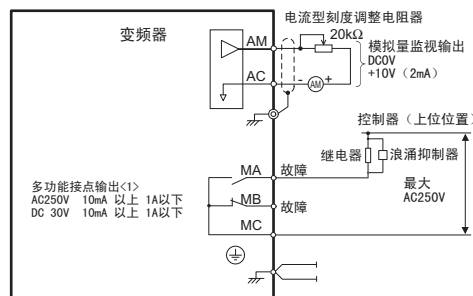 电流型刻度调整电阻器
变频器
AM
20kΩ
模拟量监视输出
DC0V
+10V（2mA）
AC
-
AM
+
控制器（上位位置）
继电器
浪涌抑制器
MA
故障
多功能接点输出<1>
AC250V 10mA 以上 1A以下
DC 30V 10mA 以上 1A以下
MB
故障
最大
AC250V
MC